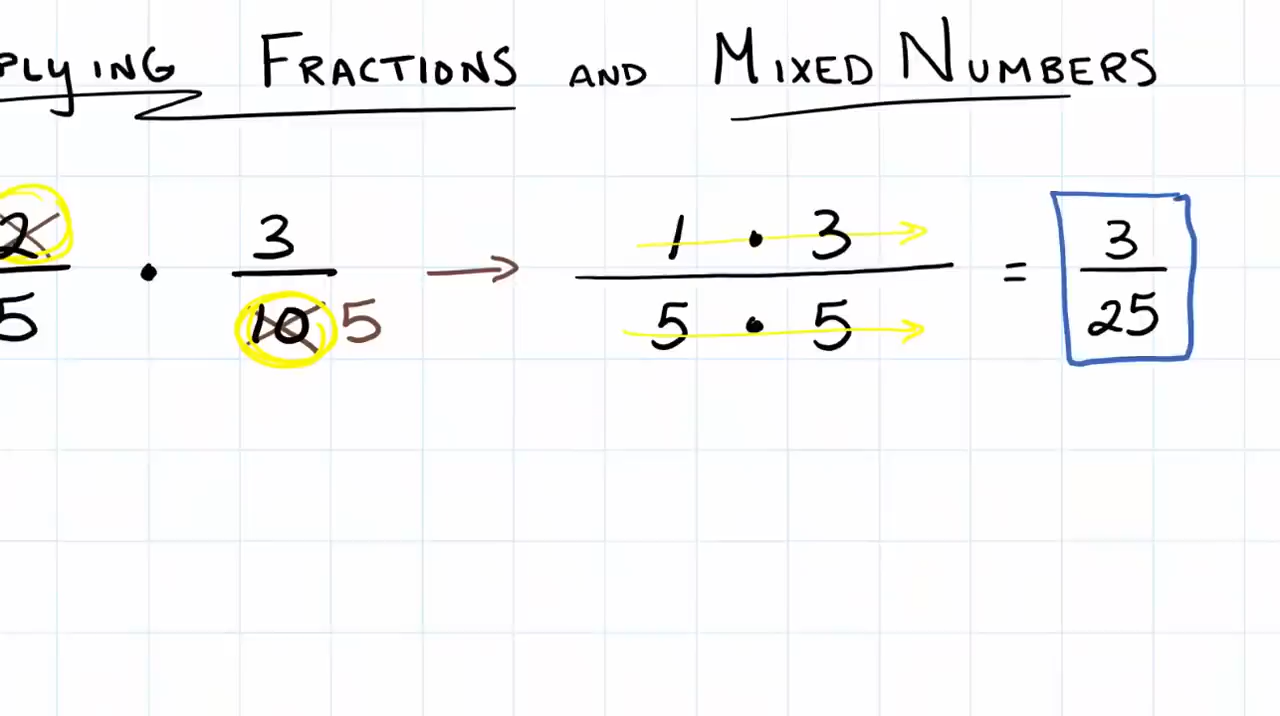 PLYING FRACTIONS AND MIXED NUMBERS
2 3 1 • 3 3
— • — → — = —
5 10 5 5 • 5 25